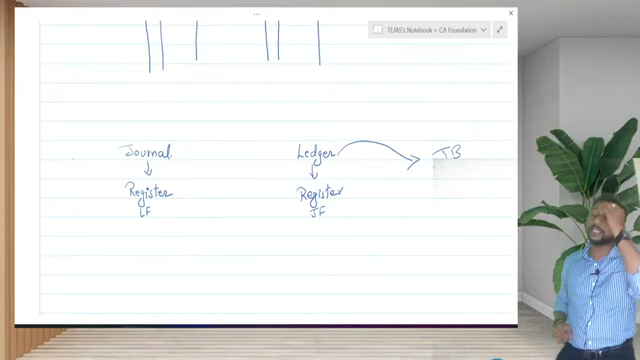 TEJAS's Notebook > CA Foundation
Journal
Ledger
TB
Register
Register
LF
JF